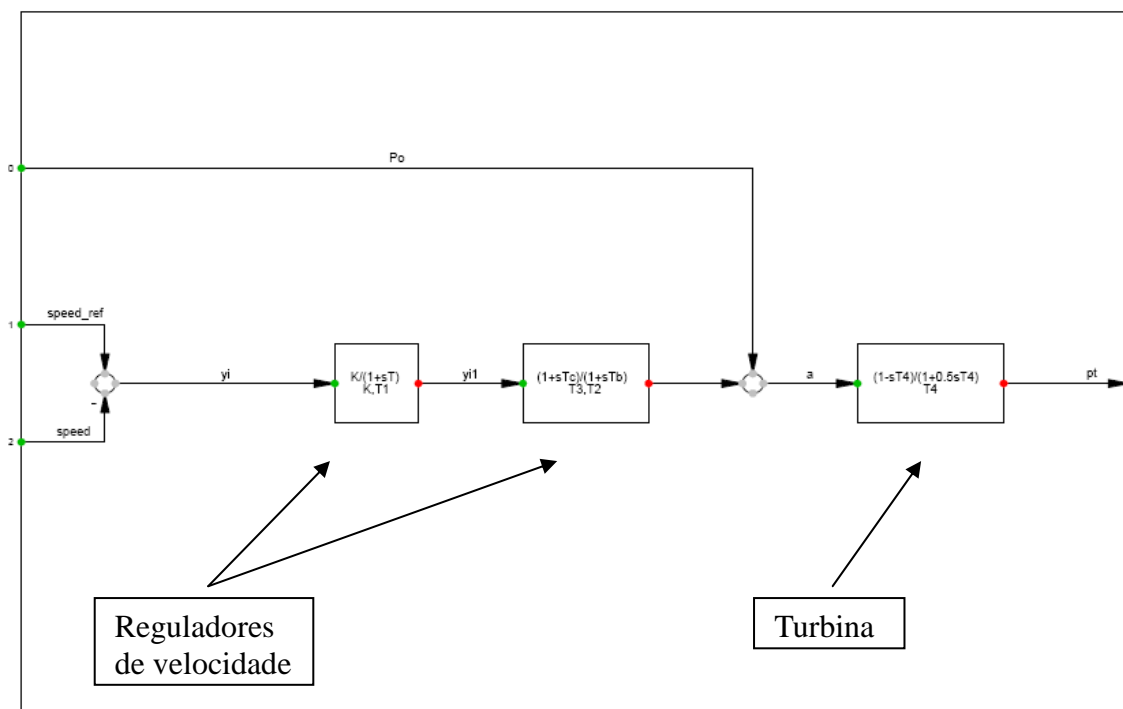 Po
0
speed_ref
1
yi
K/(1+sT)
K,T1
yi1
(1+sTc)/(1+sTb)
T3,T2
a
(1-sT4)/(1+0.5sT4)
T4
pt
-
speed
2
Reguladores
de velocidade
Turbina